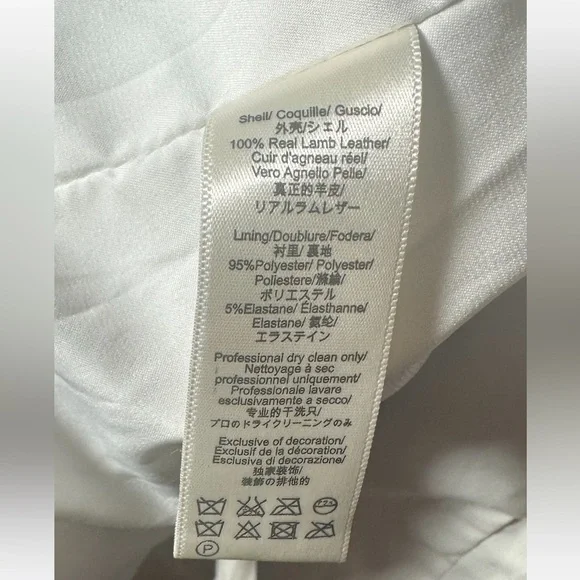 Shell/ Coquille/ Guscio/
外壳/シェル
100% Real Lamb Leather/
Cuir d'agneau réel/
Vero Agnello Pelle/
真正的羊皮/
リアルラムレザー
Lining/Doublure/Fodera/
衬里/ 裏地
95%Polyester/ Polyester/
Poliestere/滌綸/
ポリエステル
5%Elastane/ Élasthanne/
Elastane/ 氨纶/
エラステイン
Professional dry clean only/
Nettoyage à sec
professionnel uniquement/
Professionale lavare
esclusivamente a secco/
专业的干洗只/
プロのドライクリーニングのみ
Exclusive of decoration/
Exclusif de la décoration/
Esclusiva di decorazione/
独家装饰/
装飾の排他的
P